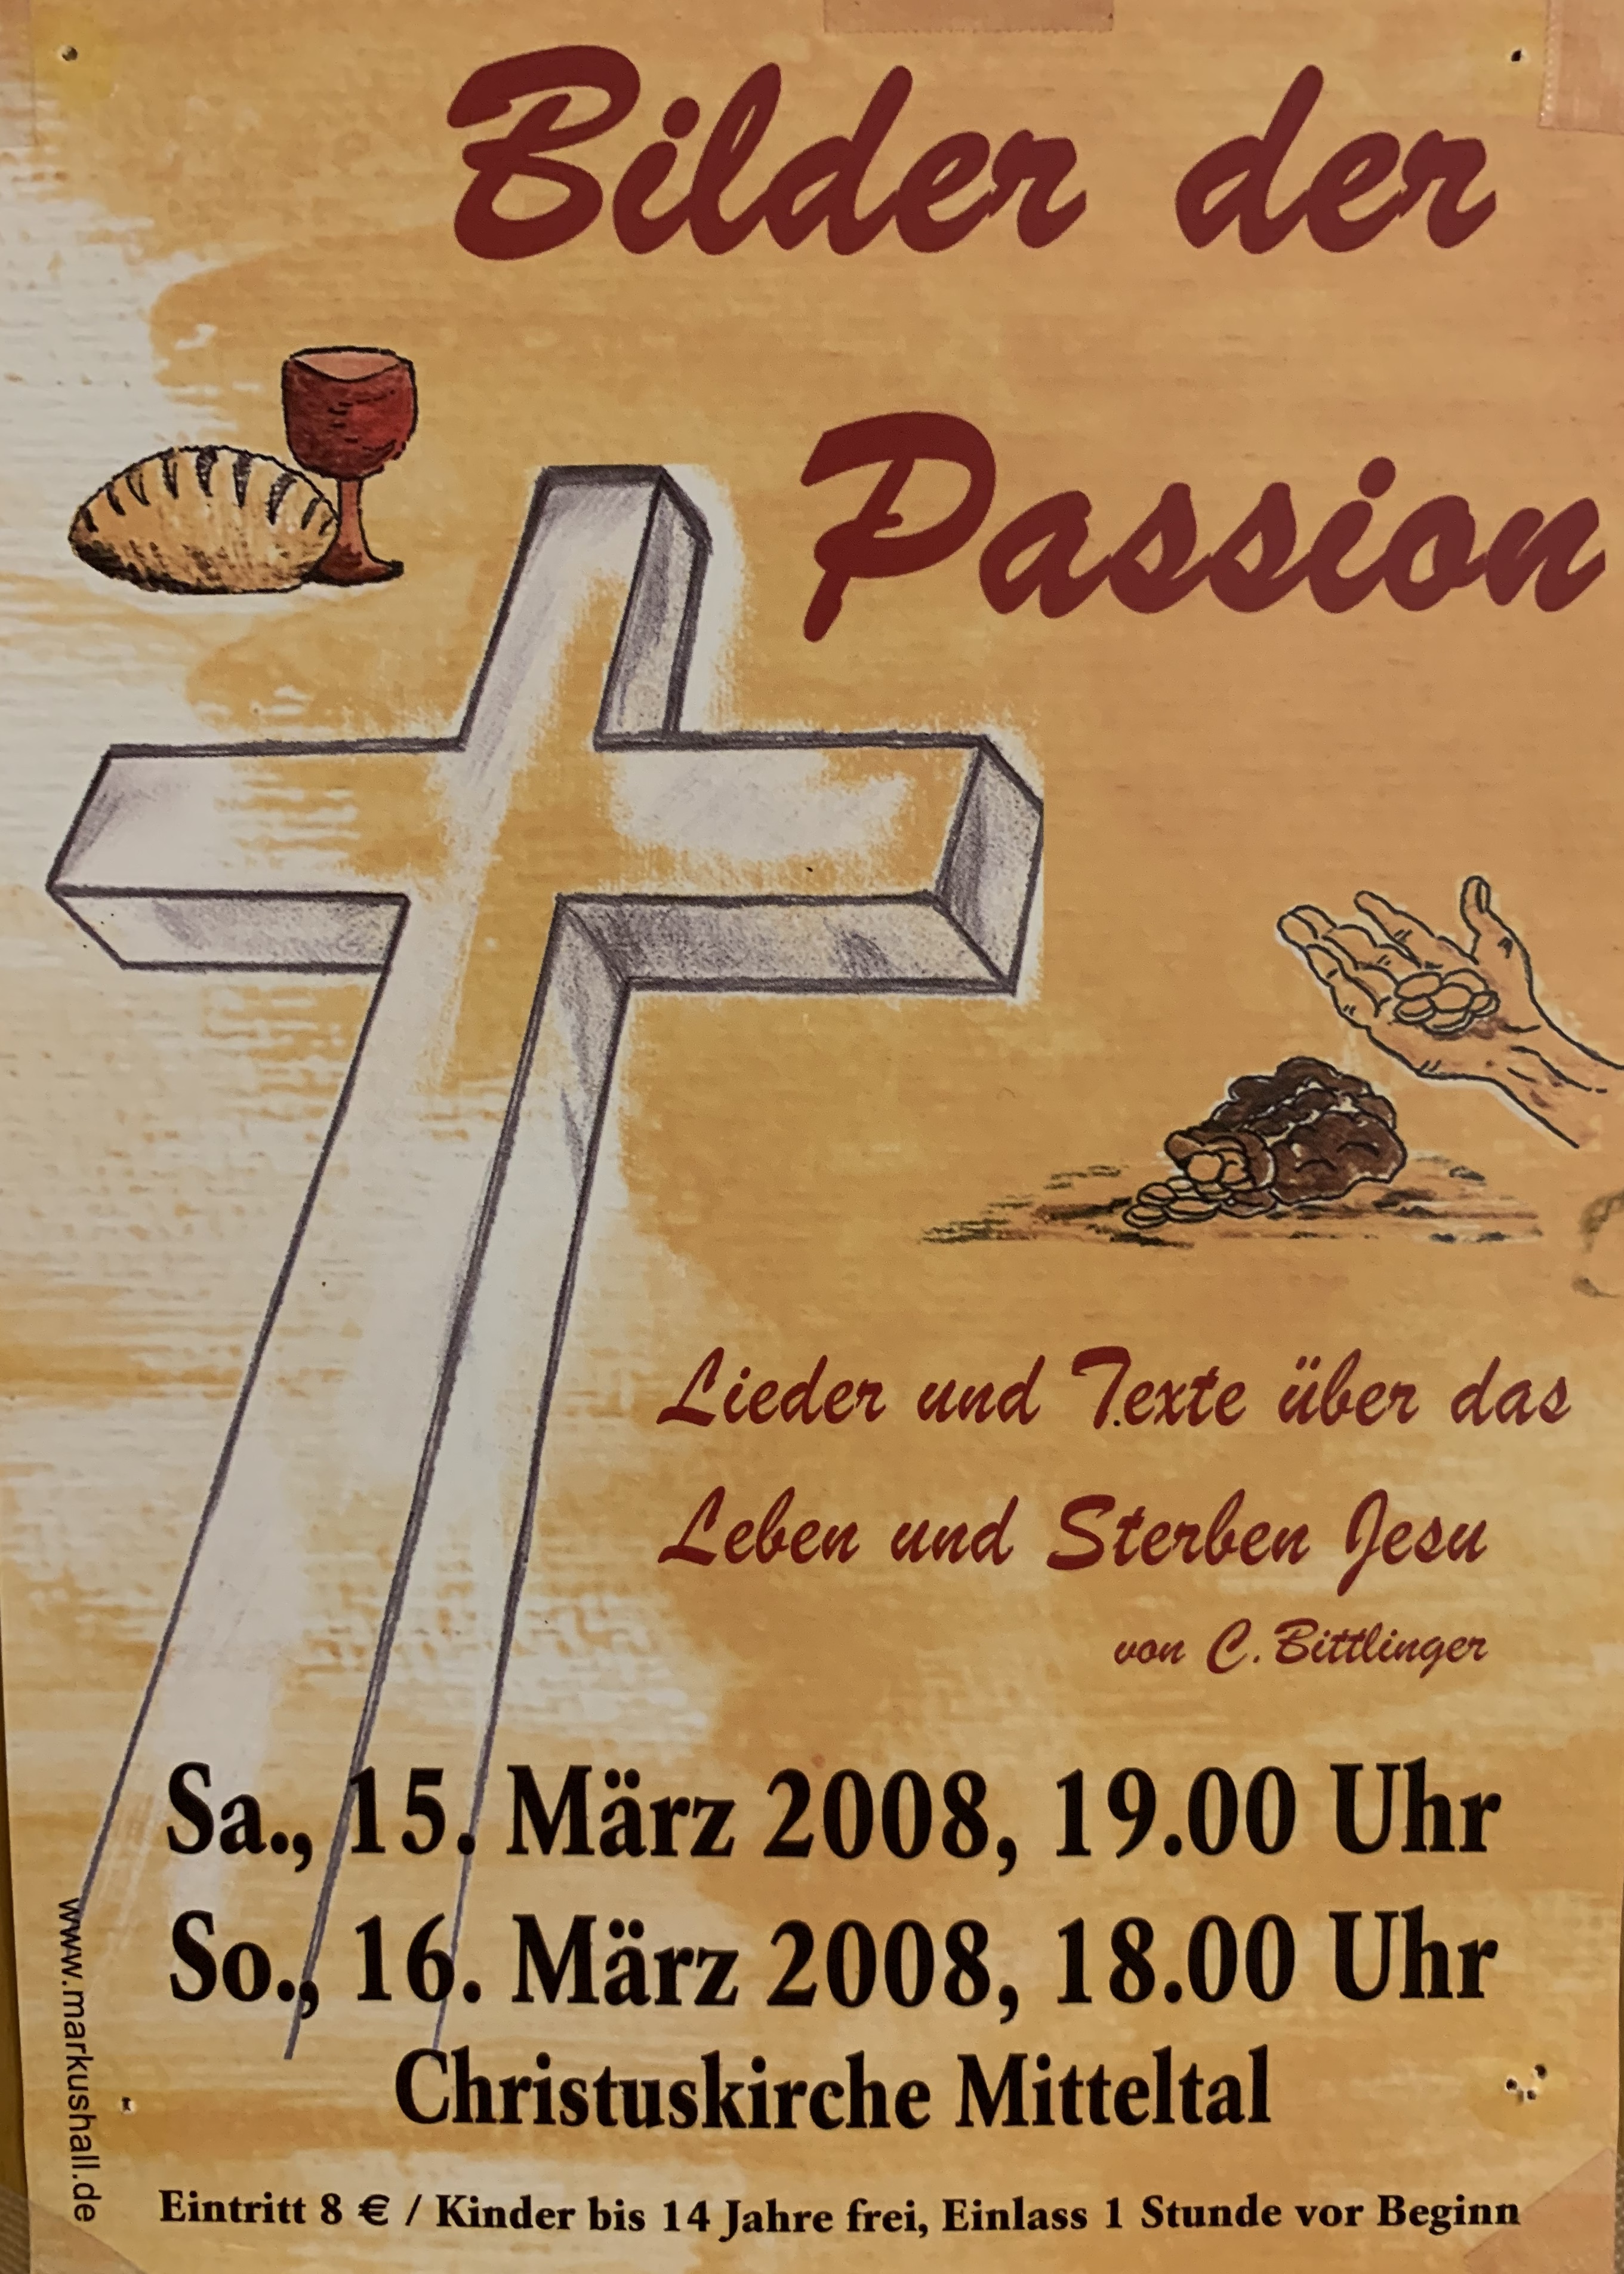 Bilder der
Passion
Lieder und Texte über das
Leben und Sterben Jesu
von C. Bittlinger
Sa., 15. März 2008, 19.00 Uhr
So., 16. März 2008, 18.00 Uhr
Christuskirche Mitteltal
Eintritt 8 € / Kinder bis 14 Jahre frei, Einlass 1 Stunde vor Beginn
www.markushall.de